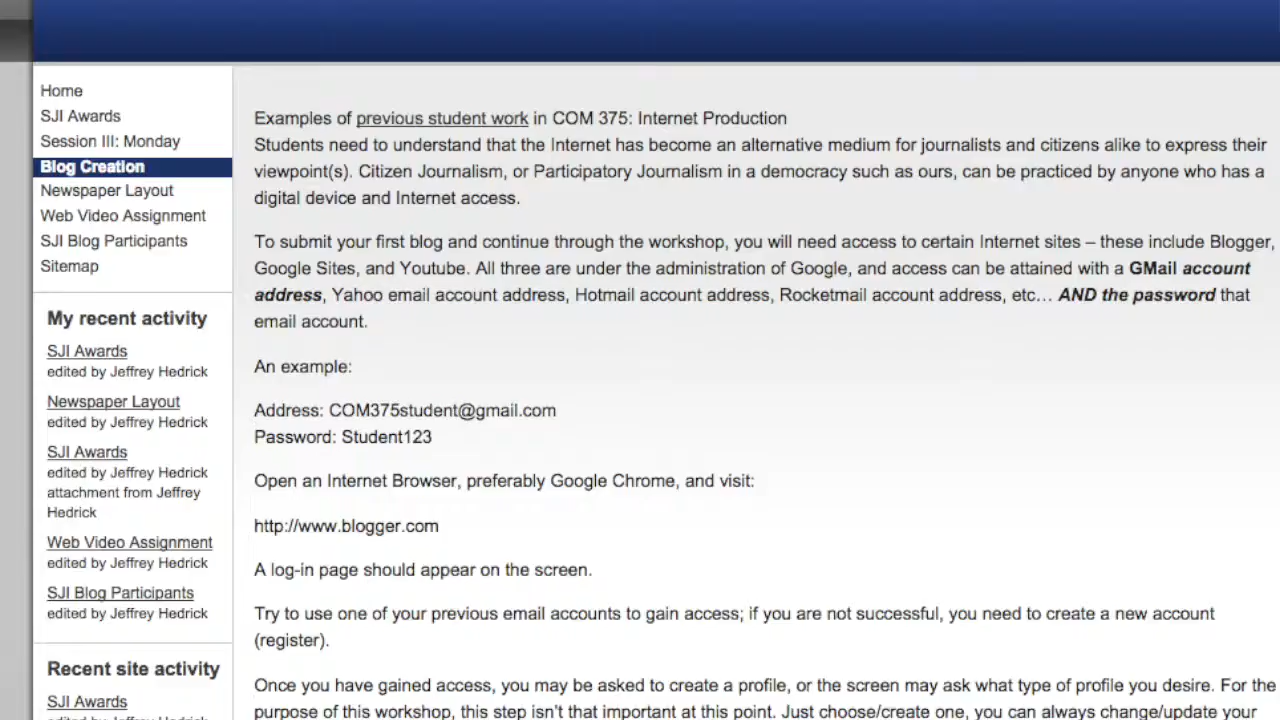 Home
SJI Awards
Session III: Monday
Blog Creation
Newspaper Layout
Web Video Assignment
SJI Blog Participants
Sitemap
My recent activity
SJI Awards
edited by Jeffrey Hedrick
Newspaper Layout
edited by Jeffrey Hedrick
SJI Awards
edited by Jeffrey Hedrick
attachment from Jeffrey
Hedrick
Web Video Assignment
edited by Jeffrey Hedrick
SJI Blog Participants
edited by Jeffrey Hedrick
Recent site activity
SJI Awards
edited by Jeffrey Hedrick
Examples of previous student work in COM 375: Internet Production
Students need to understand that the Internet has become an alternative medium for journalists and citizens alike to express their
viewpoint(s). Citizen Journalism, or Participatory Journalism in a democracy such as ours, can be practiced by anyone who has a
digital device and Internet access.
To submit your first blog and continue through the workshop, you will need access to certain Internet sites – these include Blogger,
Google Sites, and Youtube. All three are under the administration of Google, and access can be attained with a GMail account
address, Yahoo email account address, Hotmail account address, Rocketmail account address, etc… AND the password that
email account.
An example:
Address: COM375student@gmail.com
Password: Student123
Open an Internet Browser, preferably Google Chrome, and visit:
http://www.blogger.com
A log-in page should appear on the screen.
Try to use one of your previous email accounts to gain access; if you are not successful, you need to create a new account
(register).
Once you have gained access, you may be asked to create a profile, or the screen may ask what type of profile you desire. For the
purpose of this workshop, this step isn't that important at this point. Just choose/create one, you can always change/update your